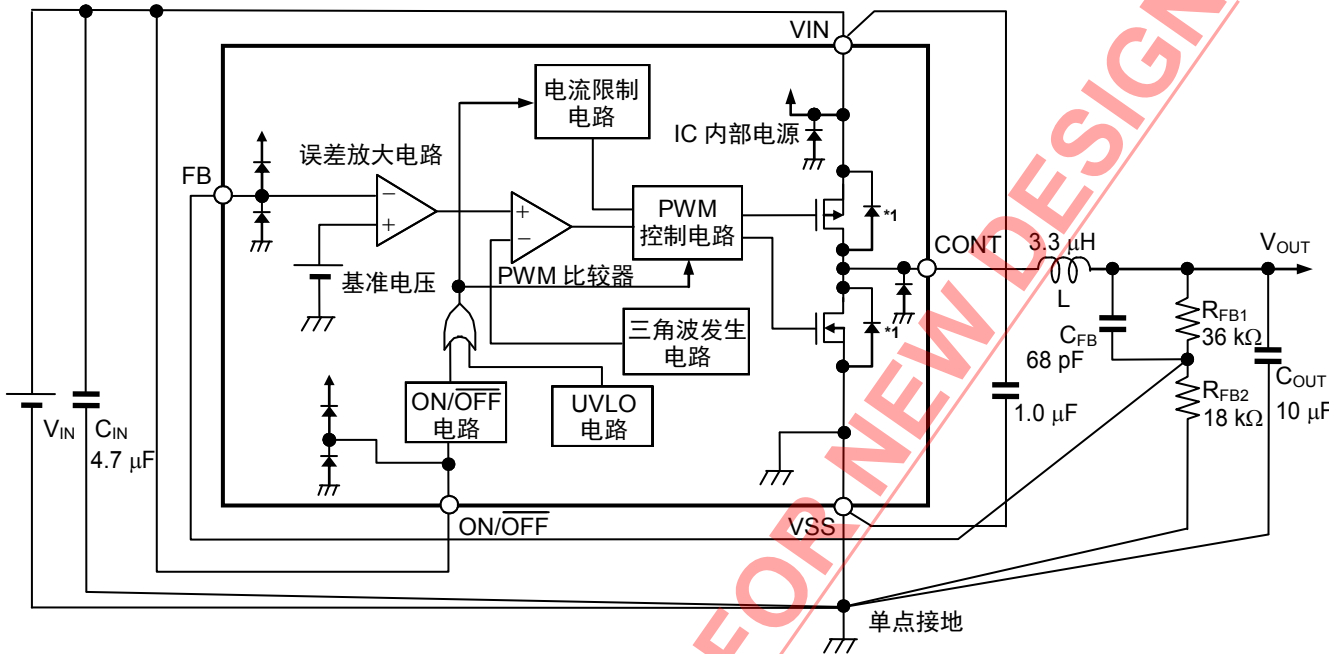 VIN
电流限制
电路
IC 内部电源
误差放大电路
FB
−
+
+
−
PWM
控制电路
*1
CONT
3.3 μH
VOUT
基准电压
PWM 比较器
L
RFB1
36 kΩ
CFB
68 pF
*1
三角波发生
电路
COUT
10 μF
RFB2
18 kΩ
1.0 μF
ON/OFF
电路
UVLO
电路
VIN
CIN
4.7 μF
ON/OFF
VSS
单点接地
FOR NEW DESIGN